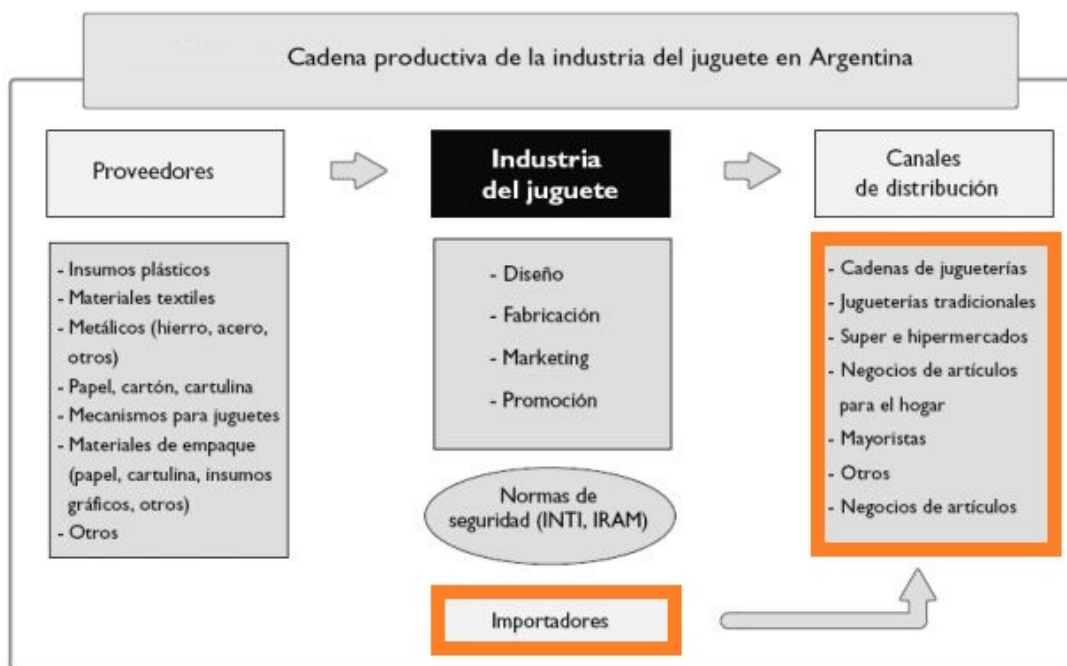 Cadena productiva de la industria del juguete en Argentina
Proveedores
- Insumos plásticos
- Materiales textiles
- Metálicos (hierro, acero,
otros)
- Papel, cartón, cartulina
- Mecanismos para juguetes
- Materiales de empaque
(papel, cartulina, insumos
gráficos, otros)
- Otros
Industria
del juguete
- Diseño
- Fabricación
- Marketing
- Promoción
Normas de
seguridad (INTI, IRAM)
Importadores
Canales
de distribución
- Cadenas de jugueterías
- Jugueterías tradicionales
- Super e hipermercados
- Negocios de artículos
para el hogar
- Mayoristas
- Otros
- Negocios de artículos